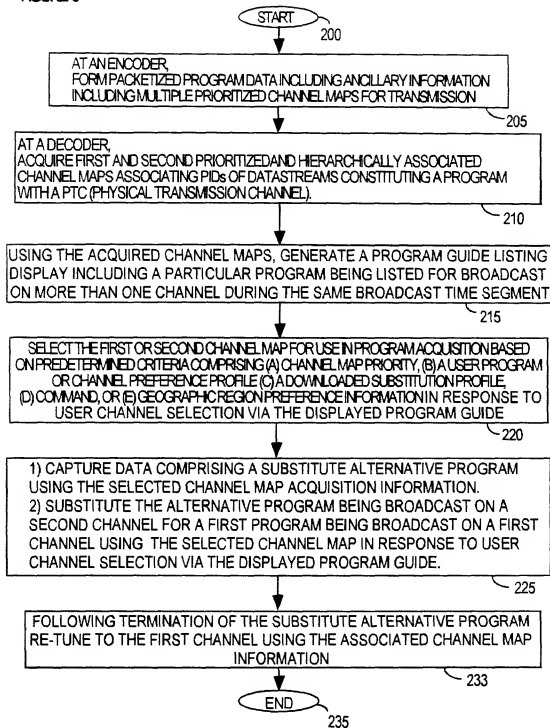 START
200
AT AN ENCODER,
FORM PACKETIZED PROGRAM DATA INCLUDING ANCILLARY INFORMATION
INCLUDING MULTIPLE PRIORITIZED CHANNEL MAPS FOR TRANSMISSION
205
AT A DECODER,
ACQUIRE FIRST AND SECOND PRIORITIZED AND HIERARCHICALLY ASSOCIATED
CHANNEL MAPS ASSOCIATING PIDs OF DATASTREAMS CONSTITUTING A PROGRAM
WITH A PTC (PHYSICAL TRANSMISSION CHANNEL).
210
USING THE ACQUIRED CHANNEL MAPS, GENERATE A PROGRAM GUIDE LISTING
DISPLAY INCLUDING A PARTICULAR PROGRAM BEING LISTED FOR BROADCAST
ON MORE THAN ONE CHANNEL DURING THE SAME BROADCAST TIME SEGMENT
215
SELECT THE FIRST OR SECOND CHANNEL MAP FOR USE IN PROGRAM ACQUISITION BASED
ON PREDETERMINED CRITERIA COMPRISING (A) CHANNEL MAP PRIORITY, (B) A USER PROGRAM
OR CHANNEL PREFERENCE PROFILE (C) A DOWNLOADED SUBSTITUTION PROFILE,
(D) COMMAND, OR (E) GEOGRAPHIC REGION PREFERENCE INFORMATION IN RESPONSE TO
USER CHANNEL SELECTION VIA THE DISPLAYED PROGRAM GUIDE
220
1) CAPTURE DATA COMPRISING A SUBSTITUTE ALTERNATIVE PROGRAM
USING THE SELECTED CHANNEL MAP ACQUISITION INFORMATION.
2) SUBSTITUTE THE ALTERNATIVE PROGRAM BEING BROADCAST ON A
SECOND CHANNEL FOR A FIRST PROGRAM BEING BROADCAST ON A FIRST
CHANNEL USING THE SELECTED CHANNEL MAP IN RESPONSE TO USER
CHANNEL SELECTION VIA THE DISPLAYED PROGRAM GUIDE.
225
FOLLOWING TERMINATION OF THE SUBSTITUTE ALTERNATIVE PROGRAM
RE-TUNE TO THE FIRST CHANNEL USING THE ASSOCIATED CHANNEL MAP
INFORMATION
233
END
235